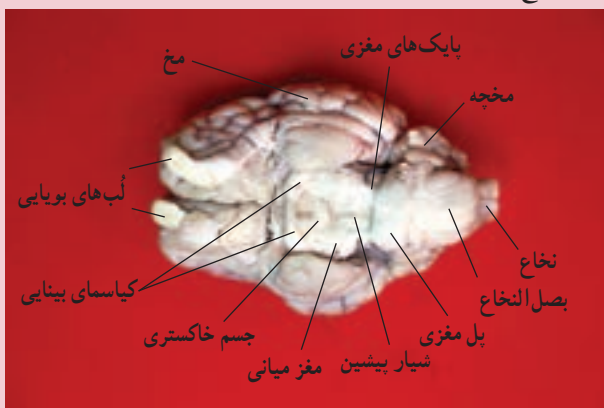 پایک‌های مغزی
مخ
مخچه
لُب‌های بویایی
نخاع
کیاسمای بینایی
بصل النخاع
جسم خاکستری
پل مغزی
مغز میانی
شیار پیشین